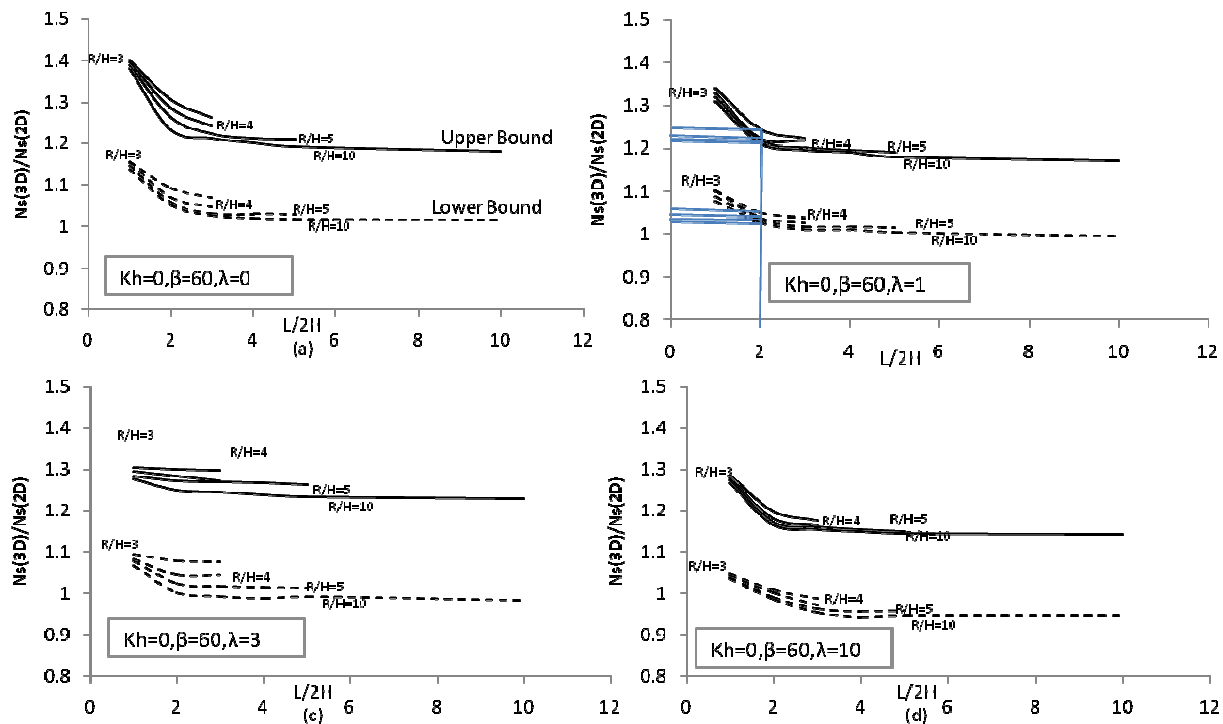 Ns(3D)/Ns(2D)
1.5
1.4
1.3
1.2
1.1
1
0.9
0.8
R/H=3
R/H=4
R/H=5
R/H=10
Upper Bound
R/H=3
R/H=4
R/H=5
R/H=10
Lower Bound
Kh=0,β=60,λ=0
0 2 4 6 8 10 12
L/2H
(a)
Ns(3D)/Ns(2D)
1.5
1.4
1.3
1.2
1.1
1.0
0.9
0.8
R/H=3
R/H=4
R/H=5
R/H=10
R/H=3
R/H=4
R/H=5
R/H=10
Kh=0,β=60,λ=1
0 2 4 6 8 10 12
L/2H
Ns(3D)/Ns(2D)
1.5
1.4
1.3
1.2
1.1
1
0.9
0.8
R/H=3
R/H=4
R/H=5
R/H=10
R/H=3
R/H=4
R/H=5
R/H=10
Kh=0,β=60,λ=3
0 2 4 6 8 10 12
L/2H
(c)
Ns(3D)/Ns(2D)
1.5
1.4
1.3
1.2
1.1
1
0.9
0.8
R/H=3
R/H=4
R/H=5
R/H=10
R/H=3
R/H=4
R/H=5
R/H=10
Kh=0,β=60,λ=10
0 2 4 6 8 10 12
L/2H
(d)